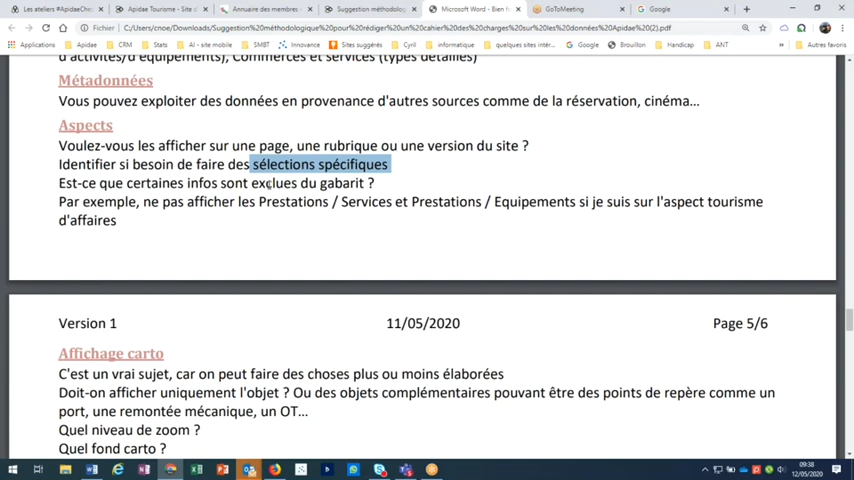 Les ateliers #ApidaeChe
Apidae Tourisme - Site d
Annuaire des membres
Suggestion méthodolog
Microsoft Word - Bien
GoToMeeting
Google
Fichier
C:/Users/cnoe/Downloads/Suggestion%20méthodologique%20pour%20rédiger%20un%20cahier%20des%20charges%20sur%20les%20données%20Apidae%20(2).pdf
Applications Apidae CRM Stats AI - site mobile SMBT Innovance Sites suggérés Cyril informatique quelques sites intér... Google Brouillon Handicap ANT Autres favoris
d'activités/d'équipements), Commerces et services (types détaillés)
Métadonnées
Vous pouvez exploiter des données en provenance d'autres sources comme de la réservation, cinéma...
Aspects
Voulez-vous les afficher sur une page, une rubrique ou une version du site ?
Identifier si besoin de faire des sélections spécifiques
Est-ce que certaines infos sont exclues du gabarit ?
Par exemple, ne pas afficher les Prestations / Services et Prestations / Equipements si je suis sur l'aspect tourisme
d'affaires
Version 1 11/05/2020 Page 5/6
Affichage carto
C'est un vrai sujet, car on peut faire des choses plus ou moins élaborées
Doit-on afficher uniquement l'objet ? Ou des objets complémentaires pouvant être des points de repère comme un
port, une remontée mécanique, un OT...
Quel niveau de zoom ?
Quel fond carto ?
09:38
12/05/2020